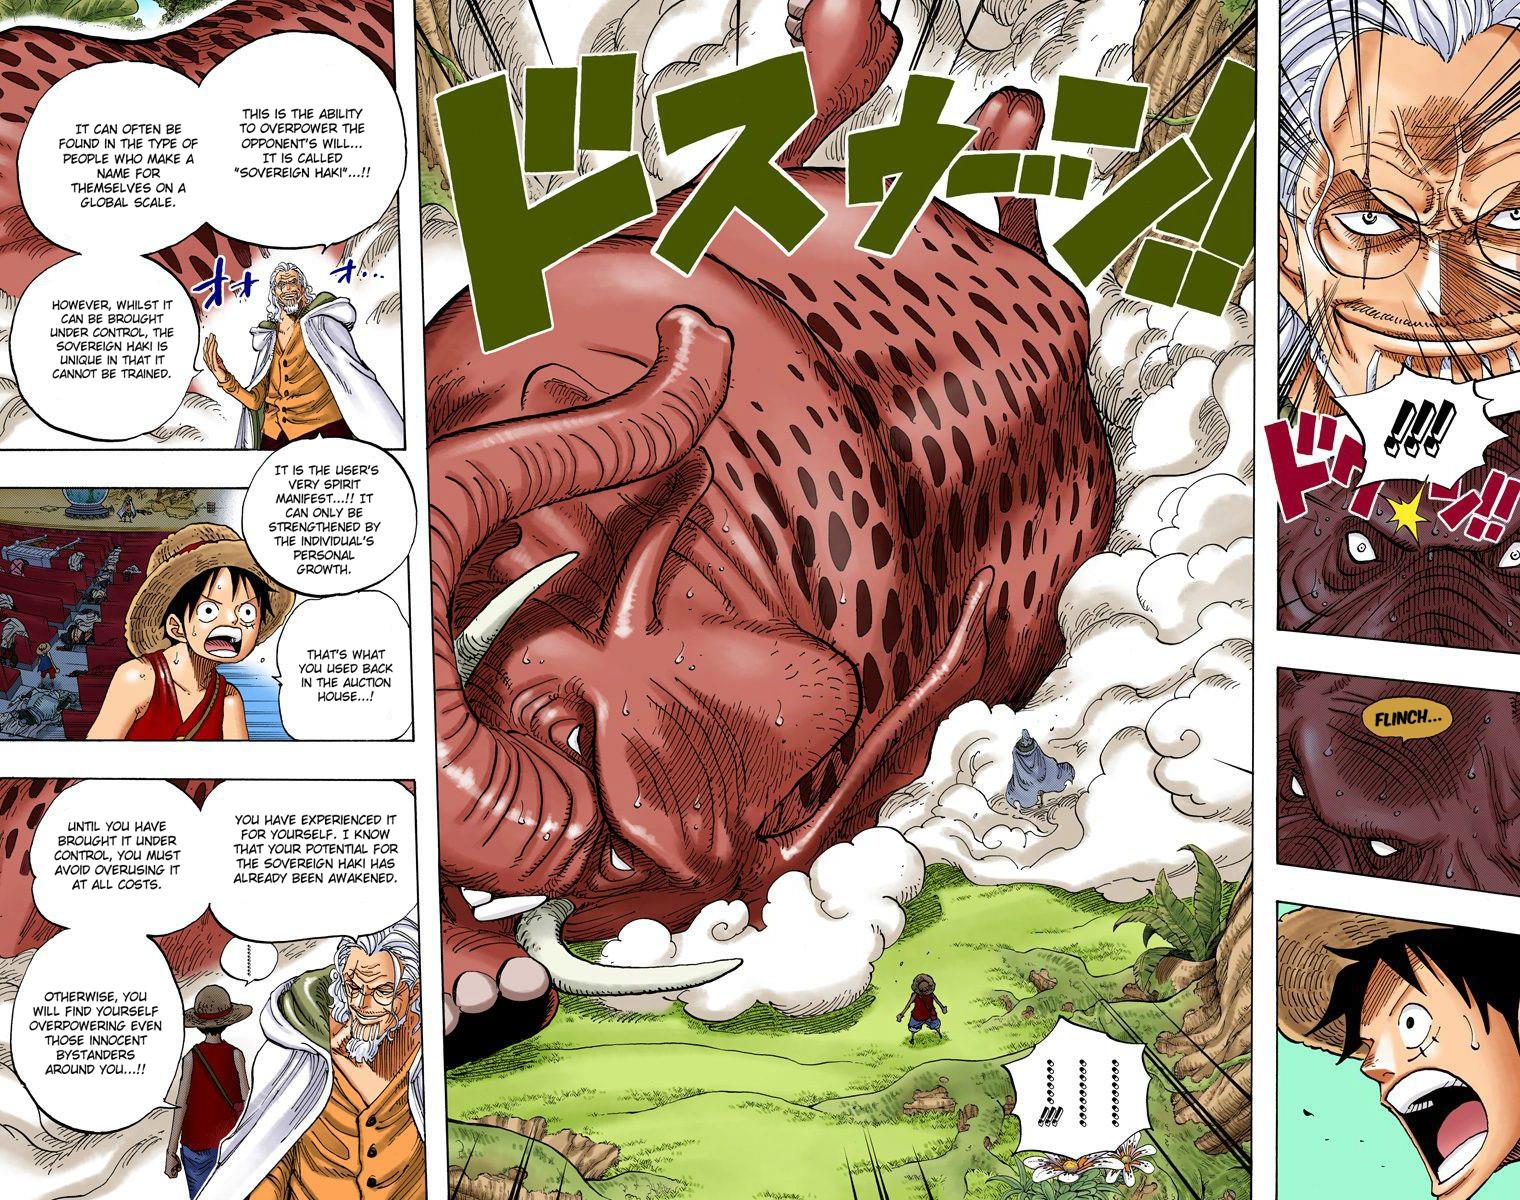 !!!!
ドクーン!!
FLINCH...
ドスウーーン!!
THIS IS THE ABILITY
TO OVERPOWER THE
OPPONENT'S WILL...
IT IS CALLED
"SOVEREIGN HAKI"...!!
IT CAN OFTEN BE
FOUND IN THE TYPE OF
PEOPLE WHO MAKE A
NAME FOR
THEMSELVES ON A
GLOBAL SCALE.
オオ
オ...
HOWEVER, WHILST IT
CAN BE BROUGHT
UNDER CONTROL, THE
SOVEREIGN HAKI IS
UNIQUE IN THAT IT
CANNOT BE TRAINED.
IT IS THE USER'S
VERY SPIRIT
MANIFEST...!! IT
CAN ONLY BE
STRENGTHENED BY
THE INDIVIDUAL'S
PERSONAL
GROWTH.
THAT'S WHAT
YOU USED BACK
IN THE AUCTION
HOUSE...!
YOU HAVE EXPERIENCED IT
FOR YOURSELF. I KNOW
THAT YOUR POTENTIAL FOR
THE SOVEREIGN HAKI HAS
ALREADY BEEN AWAKENED.
UNTIL YOU HAVE
BROUGHT IT UNDER
CONTROL, YOU MUST
AVOID OVERUSING IT
AT ALL COSTS.
OTHERWISE, YOU
WILL FIND YOURSELF
OVERPOWERING EVEN
THOSE INNOCENT
BYSTANDERS
AROUND YOU...!!